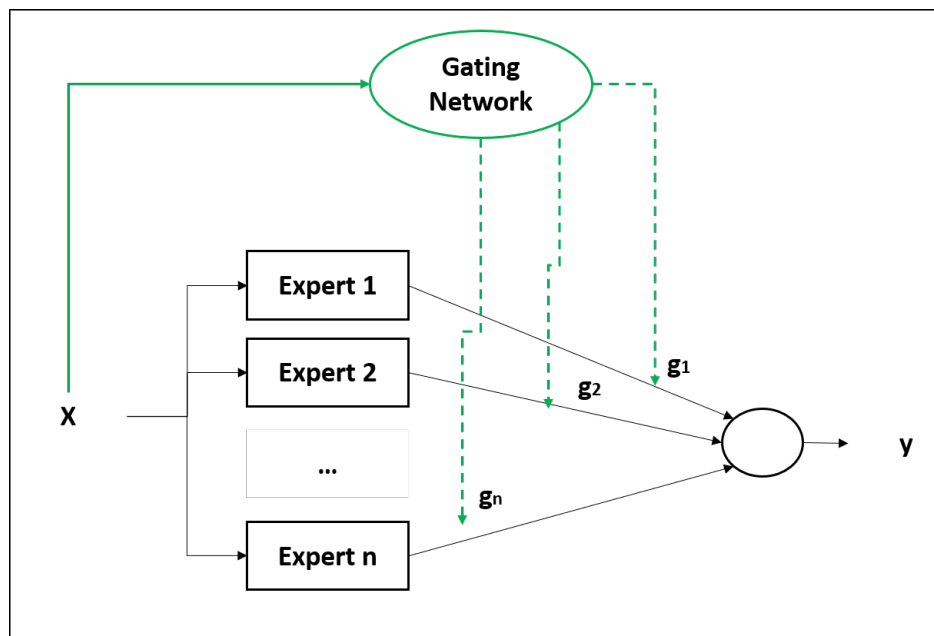 Gating
Network
Expert 1
g1
Expert 2
g2
X
y
...
gn
Expert n